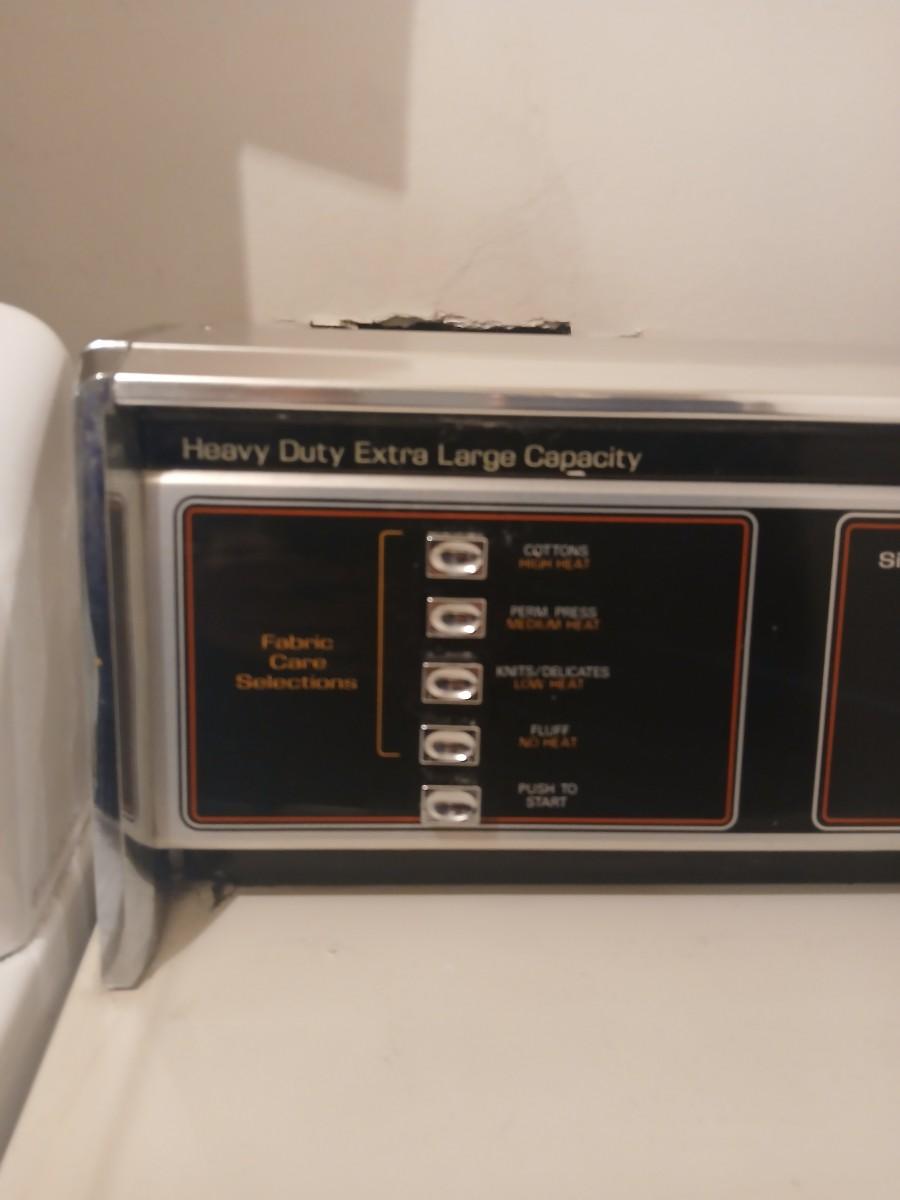 Heavy Duty Extra Large Capacity
Fabric
Care
Selections
COTTONS
HIGH HEAT
PERM. PRESS
MEDIUM HEAT
KNITS/DELICATES
LOW HEAT
FLUFF
NO HEAT
PUSH TO
START